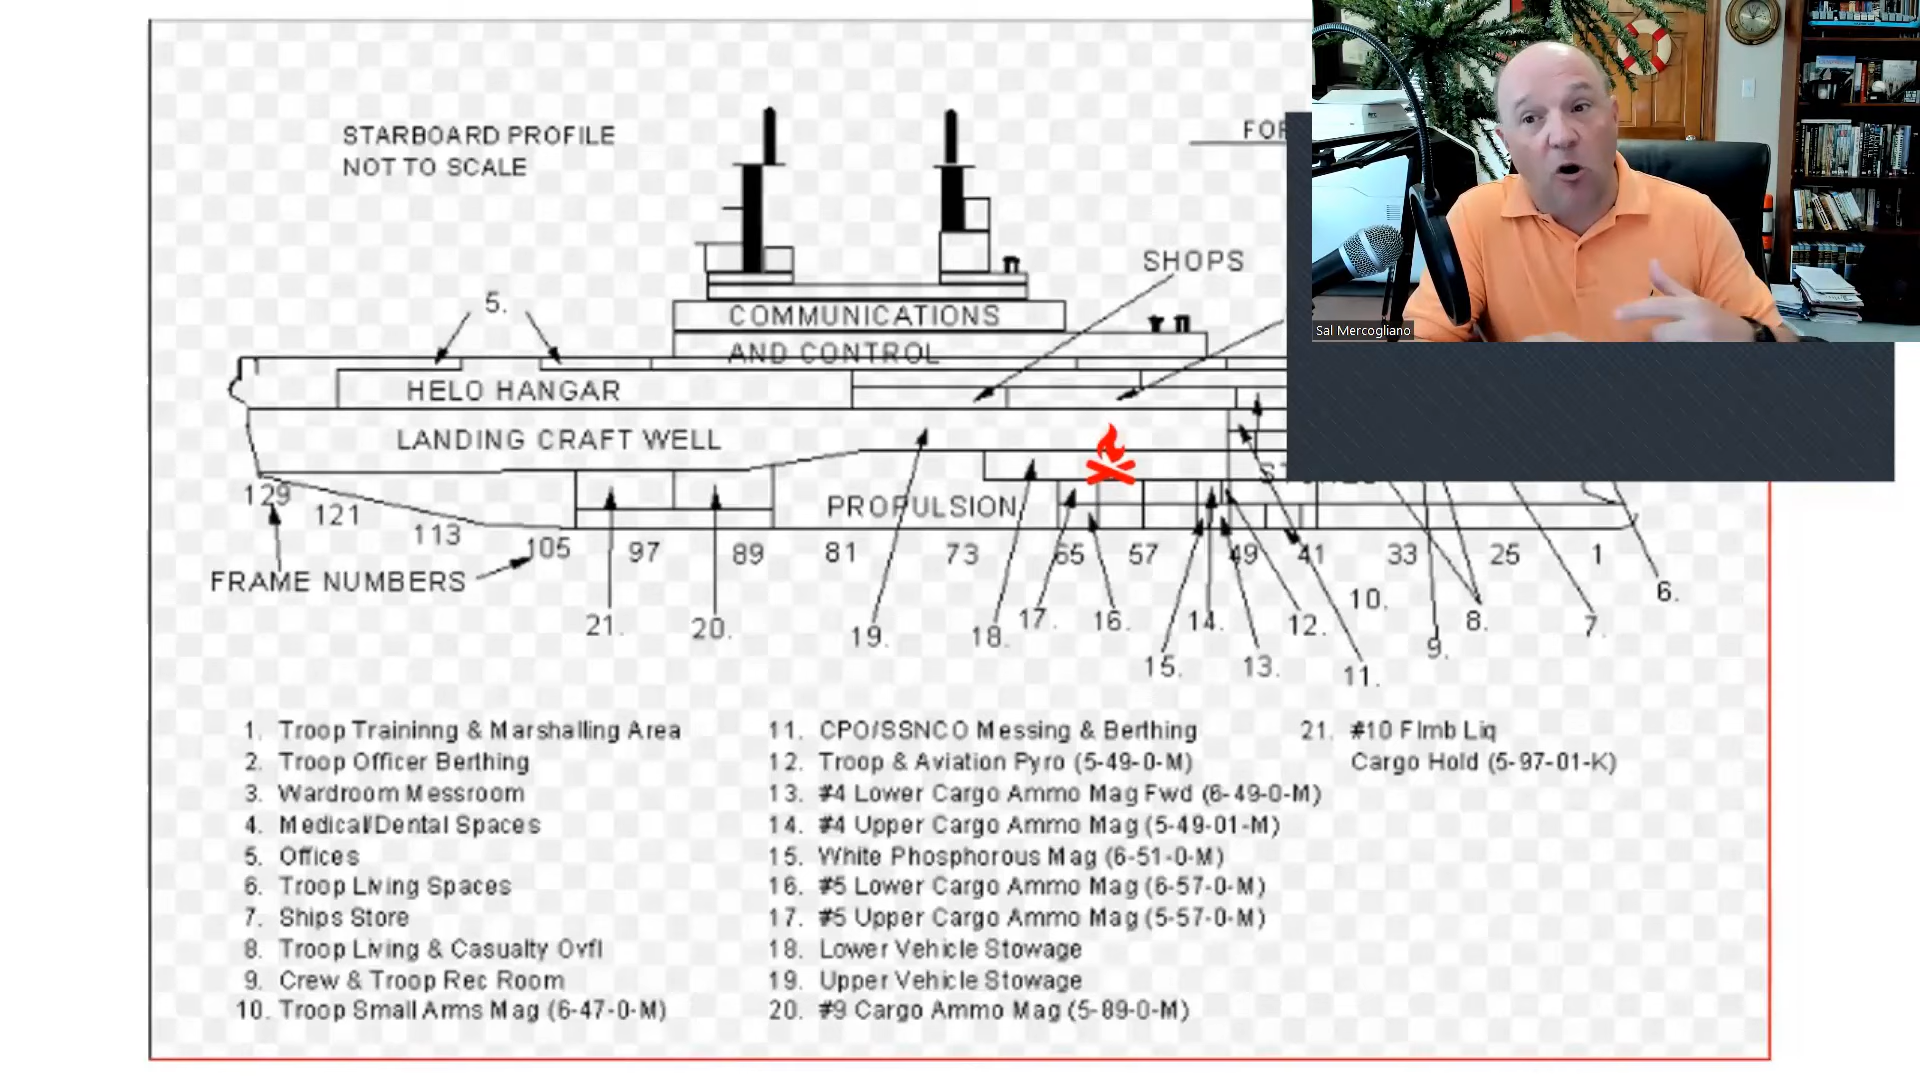 STARBOARD PROFILE
NOT TO SCALE
SHOPS
5.
Sal Mercogliano
COMMUNICATIONS
AND CONTROL
HELO HANGAR
LANDING CRAFT WELL
PROPULSION
129
121
113
105
97
89
81
73
65
57
49
41
33
25
1
FRAME NUMBERS
21.
20.
19.
18.
17.
16.
15.
14.
13.
12.
11.
10.
9.
8.
7.
6.
1. Troop Traininng & Marshalling Area
2. Troop Officer Berthing
3. Wardroom Messroom
4. Medical/Dental Spaces
5. Offices
6. Troop Living Spaces
7. Ships Store
8. Troop Living & Casualty Ovfl
9. Crew & Troop Rec Room
10. Troop Small Arms Mag (6-47-0-M)
11. CPO/SSNCO Messing & Berthing
12. Troop & Aviation Pyro (5-49-0-M)
13. #4 Lower Cargo Ammo Mag Fwd (6-49-0-M)
14. #4 Upper Cargo Ammo Mag (5-49-01-M)
15. White Phosphorous Mag (6-51-0-M)
16. #5 Lower Cargo Ammo Mag (6-57-0-M)
17. #5 Upper Cargo Ammo Mag (5-57-0-M)
18. Lower Vehicle Stowage
19. Upper Vehicle Stowage
20. #9 Cargo Ammo Mag (5-89-0-M)
21. #10 Flmb Liq
Cargo Hold (5-97-01-K)